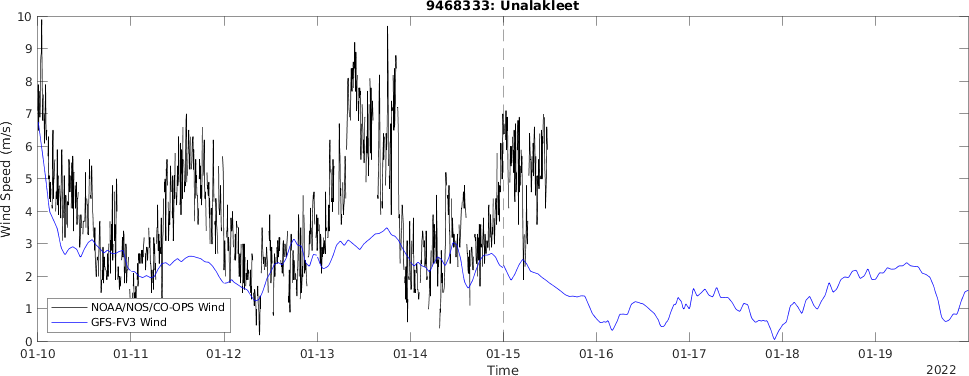 9468333: Unalakleet
10
9
8
7
6
5
4
3
2
1
0
Wind Speed (m/s)
NOAA/NOS/CO-OPS Wind
GFS-FV3 Wind
01-10 01-11 01-12 01-13 01-14 01-15 01-16 01-17 01-18 01-19
Time
2022